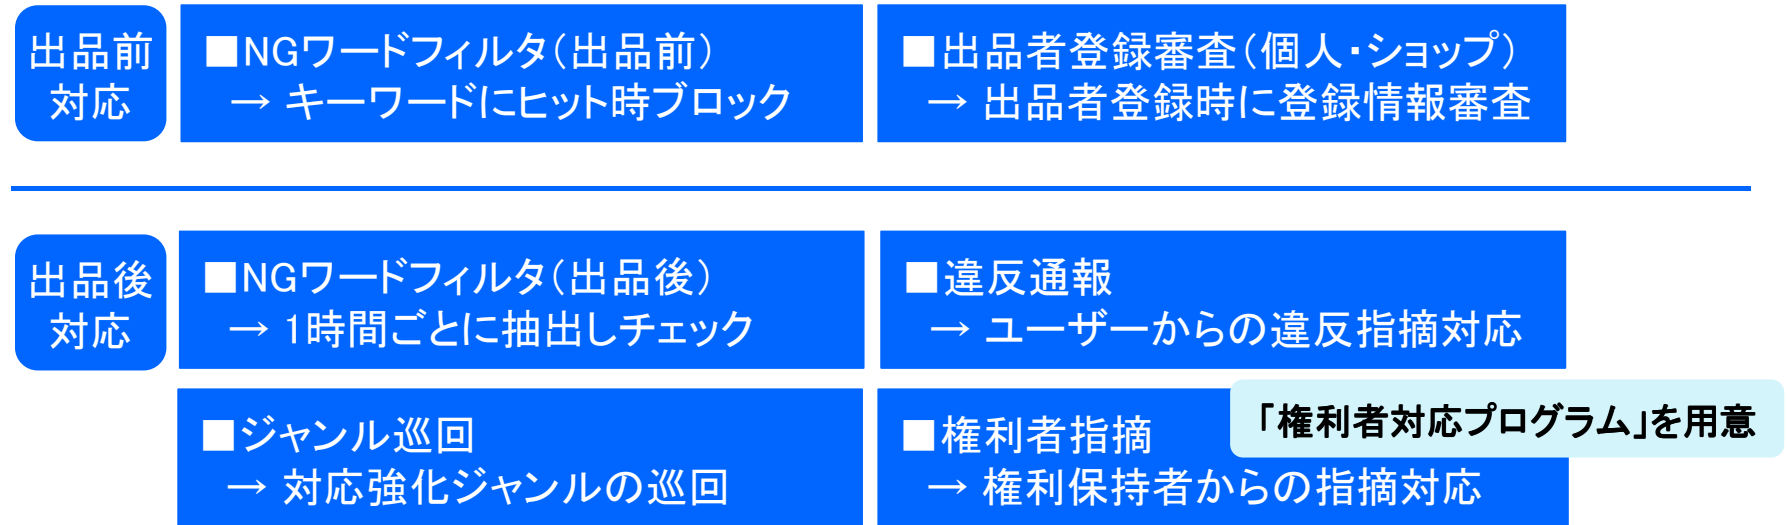 出品前
対応
■NGワードフィルタ(出品前)
→ キーワードにヒット時ブロック
■出品者登録審査(個人・ショップ)
→ 出品者登録時に登録情報審査
出品後
対応
■NGワードフィルタ(出品後)
→ 1時間ごとに抽出しチェック
■違反通報
→ ユーザーからの違反指摘対応
■ジャンル巡回
→ 対応強化ジャンルの巡回
■権利者指摘
→ 権利保持者からの指摘対応
「権利者対応プログラム」を用意